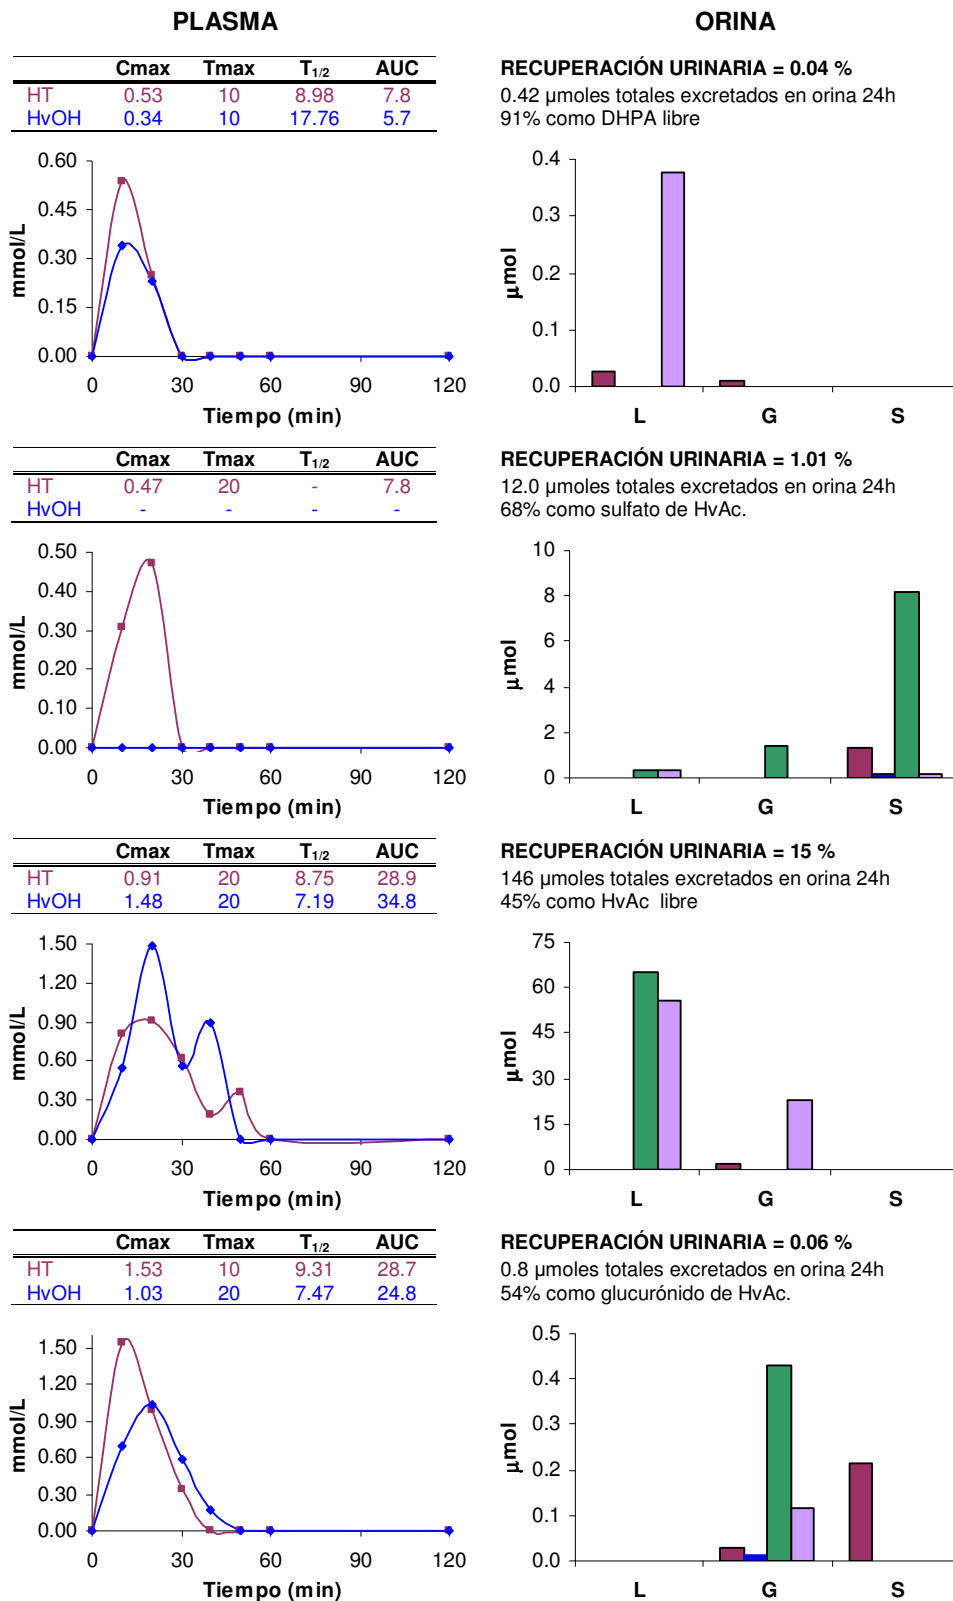 PLASMA
ORINA
Cmax Tmax T1/2 AUC
HT 0.53 10 8.98 7.8
HvOH 0.34 10 17.76 5.7
RECUPERACIÓN URINARIA = 0.04 %
0.42 µmoles totales excretados en orina 24h
91% como DHPA libre
0.60
0.45
0.30
0.15
0.00
mmol/L
0 30 60 90 120
Tiempo (min)
0.4
0.3
0.2
0.1
0.0
µmol
L G S
Cmax Tmax T1/2 AUC
HT 0.47 20 - 7.8
HvOH - - - -
RECUPERACIÓN URINARIA = 1.01 %
12.0 µmoles totales excretados en orina 24h
68% como sulfato de HvAc.
0.50
0.40
0.30
0.20
0.10
0.00
mmol/L
0 30 60 90 120
Tiempo (min)
10
8
6
4
2
0
µmol
L G S
Cmax Tmax T1/2 AUC
HT 0.91 20 8.75 28.9
HvOH 1.48 20 7.19 34.8
RECUPERACIÓN URINARIA = 15 %
146 µmoles totales excretados en orina 24h
45% como HvAc libre
1.50
1.20
0.90
0.60
0.30
0.00
mmol/L
0 30 60 90 120
Tiempo (min)
75
60
45
30
15
0
µmol
L G S
Cmax Tmax T1/2 AUC
HT 1.53 10 9.31 28.7
HvOH 1.03 20 7.47 24.8
RECUPERACIÓN URINARIA = 0.06 %
0.8 µmoles totales excretados en orina 24h
54% como glucurónido de HvAc.
1.50
1.20
0.90
0.60
0.30
0.00
mmol/L
0 30 60 90 120
Tiempo (min)
0.5
0.4
0.3
0.2
0.1
0.0
µmol
L G S